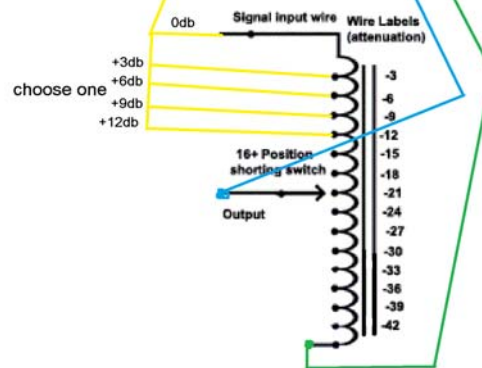 0db
Signal input wire
Wire Labels
(attenuation)
+3db
+6db
choose one
+9db
+12db
-3
-6
-9
-12
-15
16+ Position
shorting switch
-18
-21
Output
-24
-27
-30
-33
-36
-39
-42